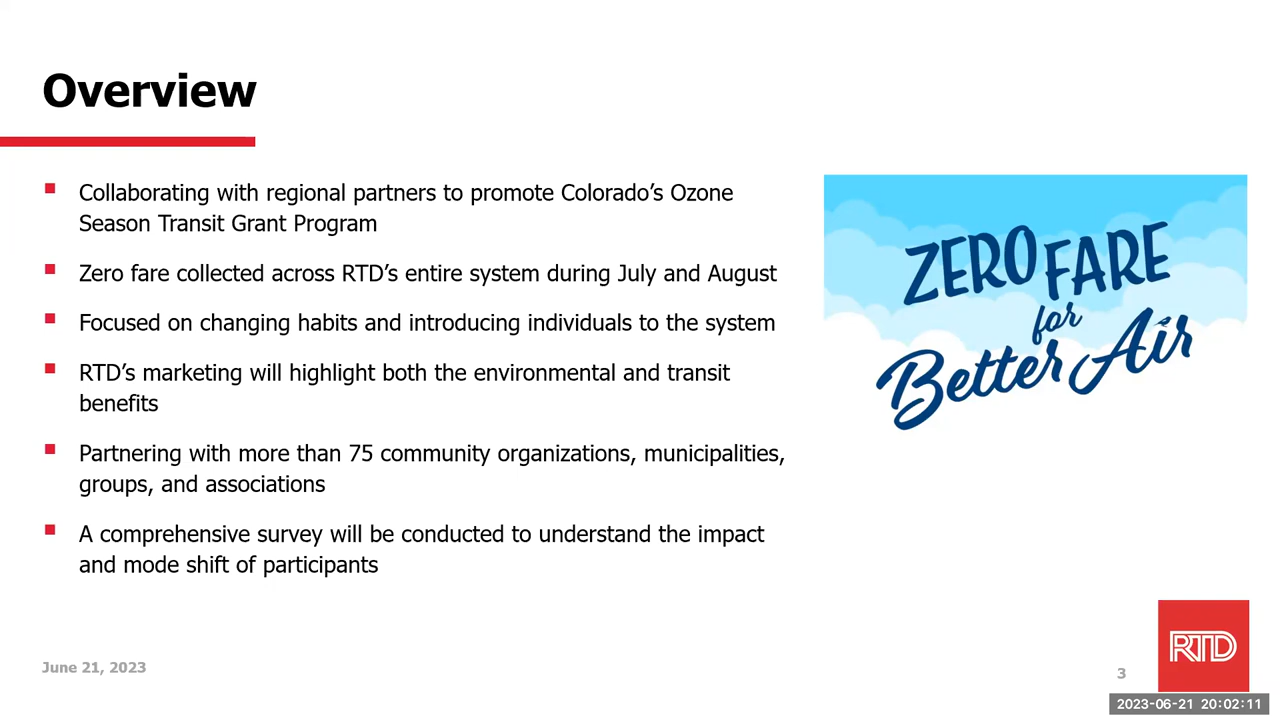 Overview
Collaborating with regional partners to promote Colorado’s Ozone
Season Transit Grant Program
Zero fare collected across RTD’s entire system during July and August
Focused on changing habits and introducing individuals to the system
RTD’s marketing will highlight both the environmental and transit
benefits
Partnering with more than 75 community organizations, municipalities,
groups, and associations
A comprehensive survey will be conducted to understand the impact
and mode shift of participants
ZERO FARE
for
Better Air
June 21, 2023
3
RTD
2023-06-21 20:02:11